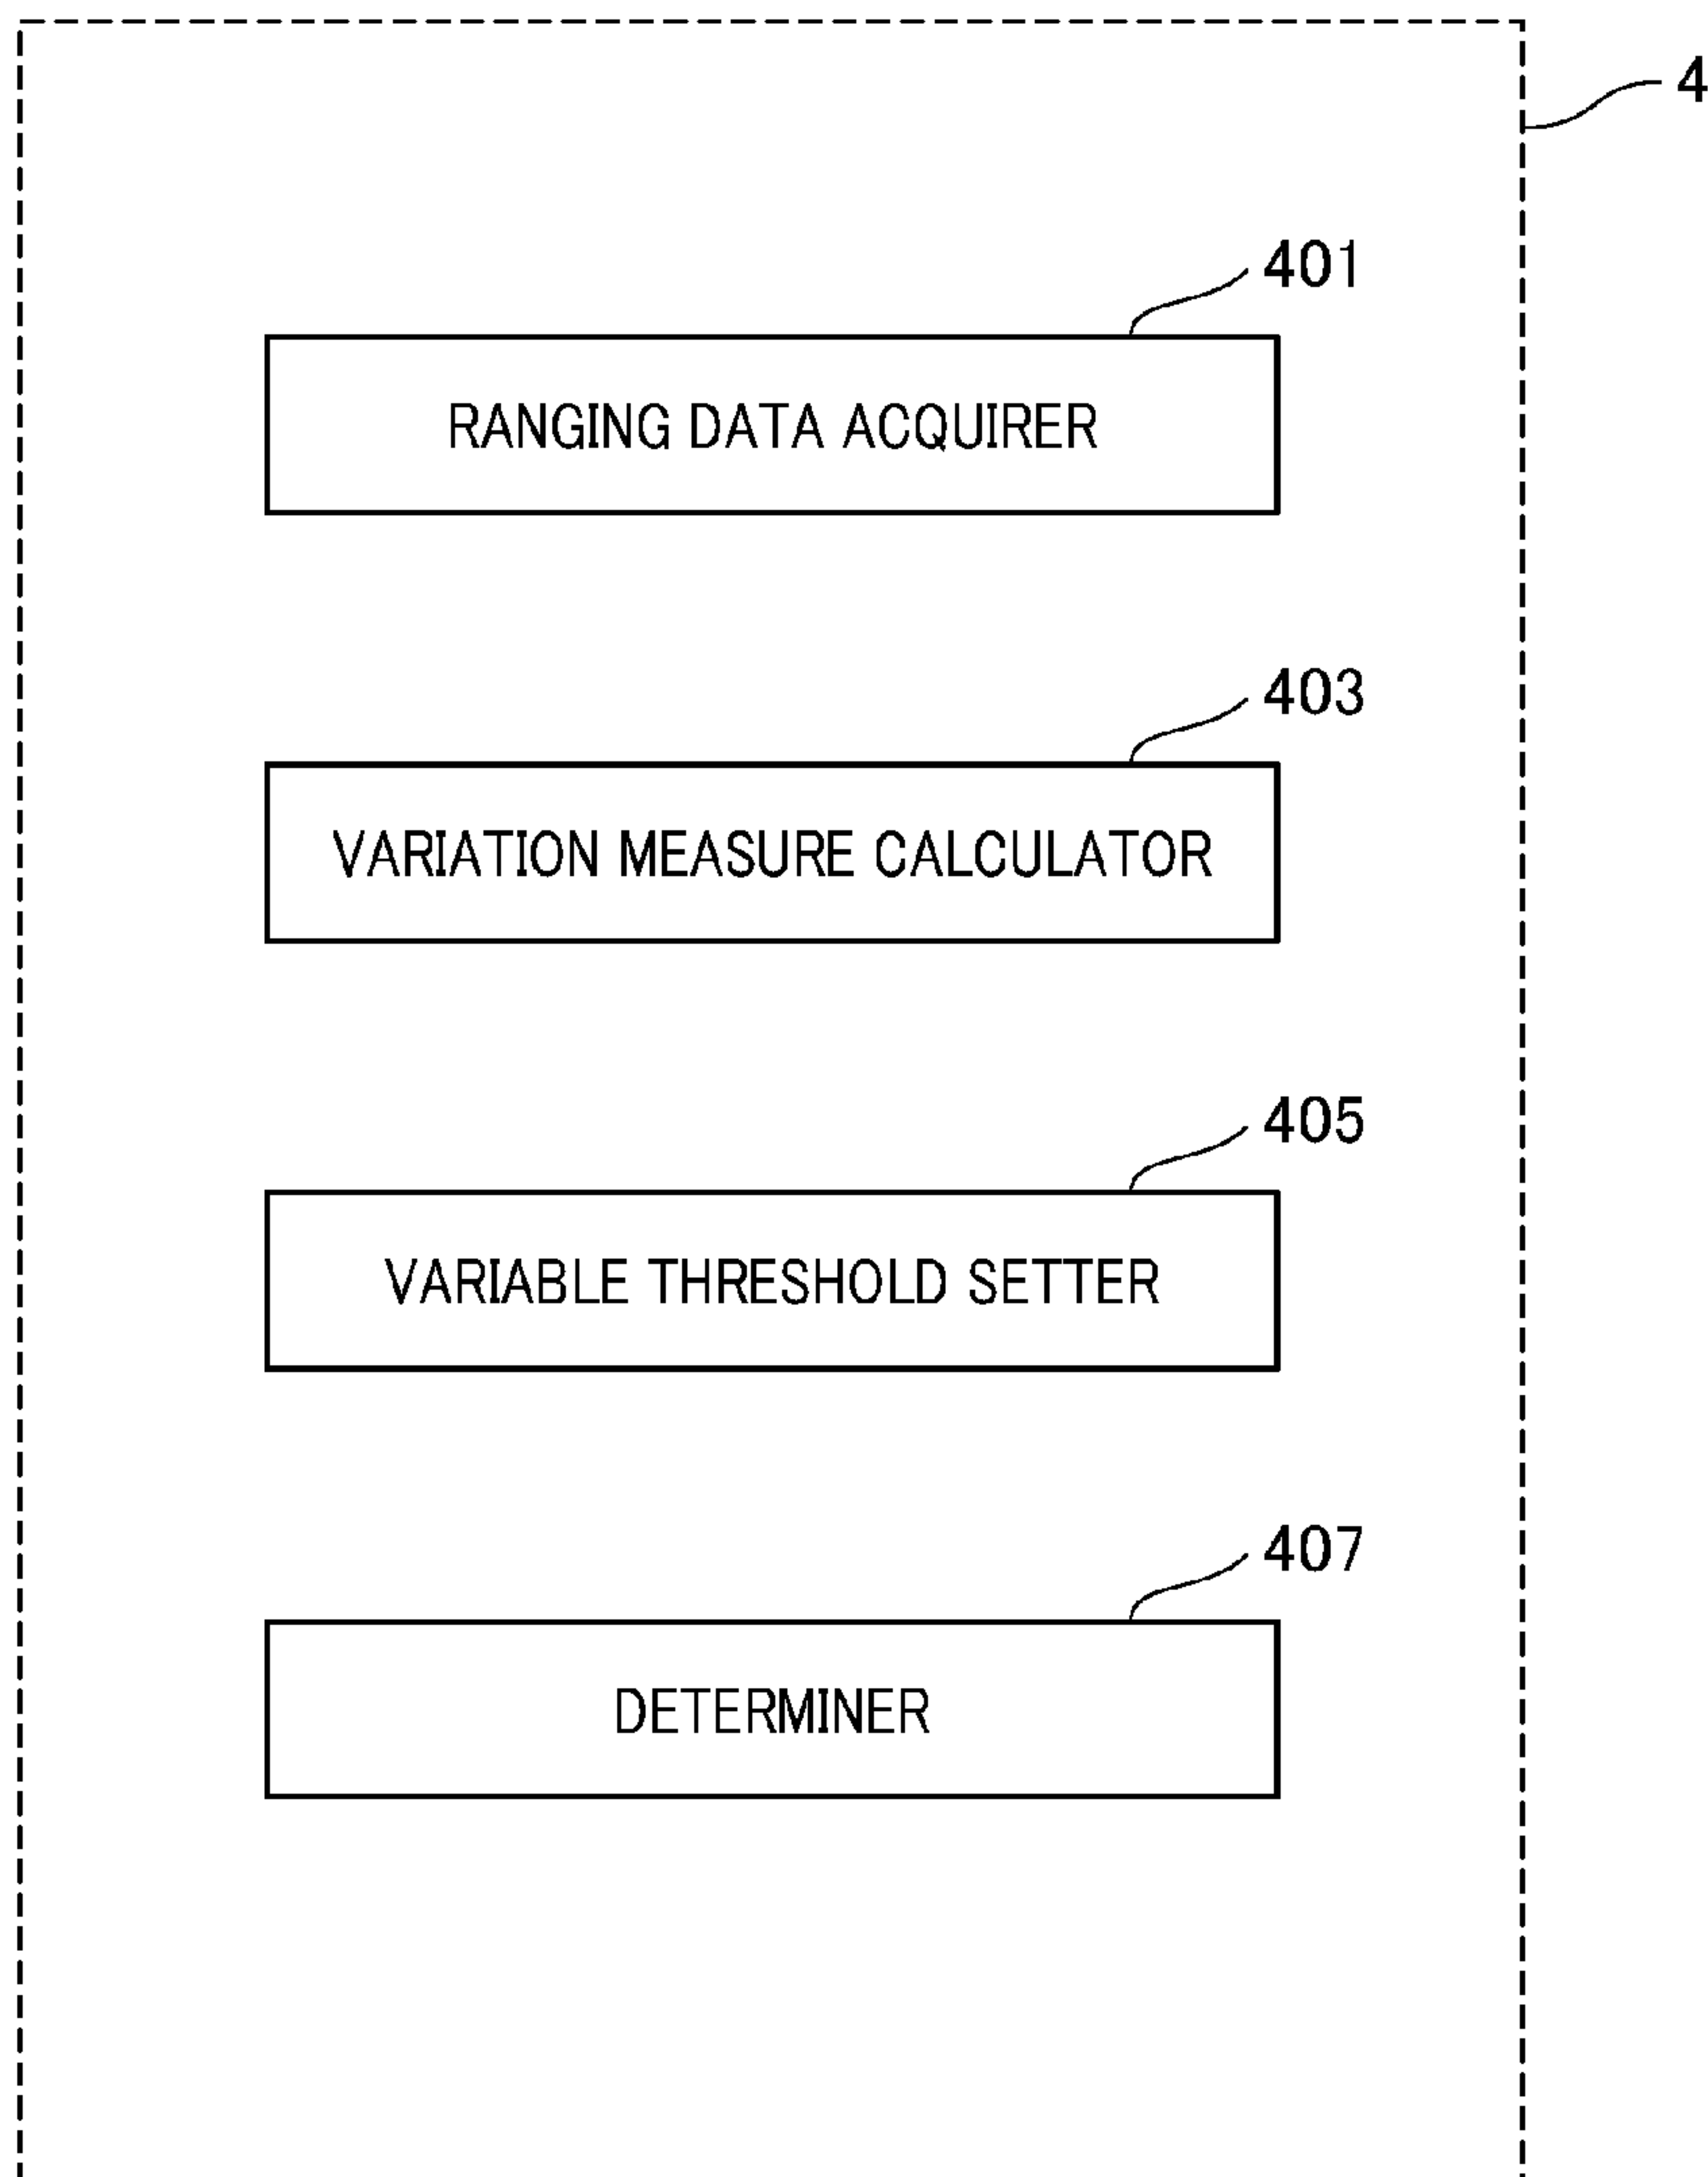 4
401
RANGING DATA ACQUIRER
403
VARIATION MEASURE CALCULATOR
405
VARIABLE THRESHOLD SETTER
407
DETERMINER